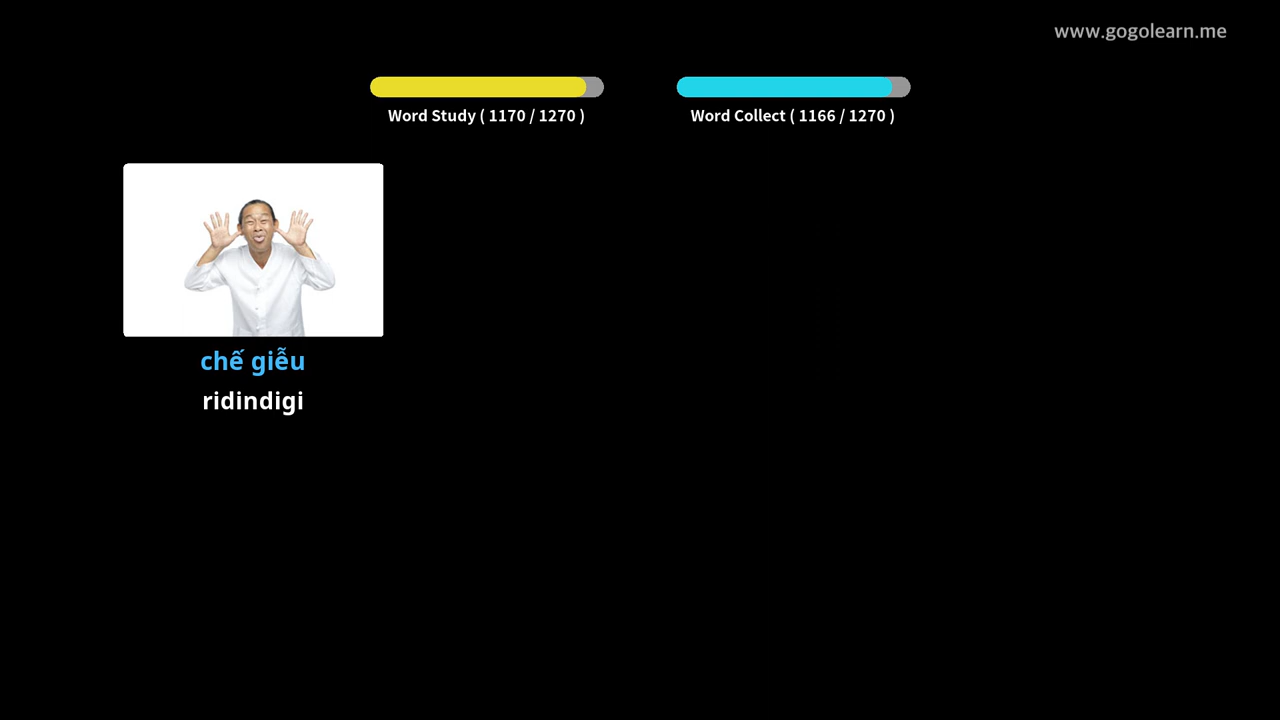 www.gogolearn.me
Word Study ( 1170 / 1270 )
Word Collect ( 1166 / 1270 )
chế giễu
ridindigi